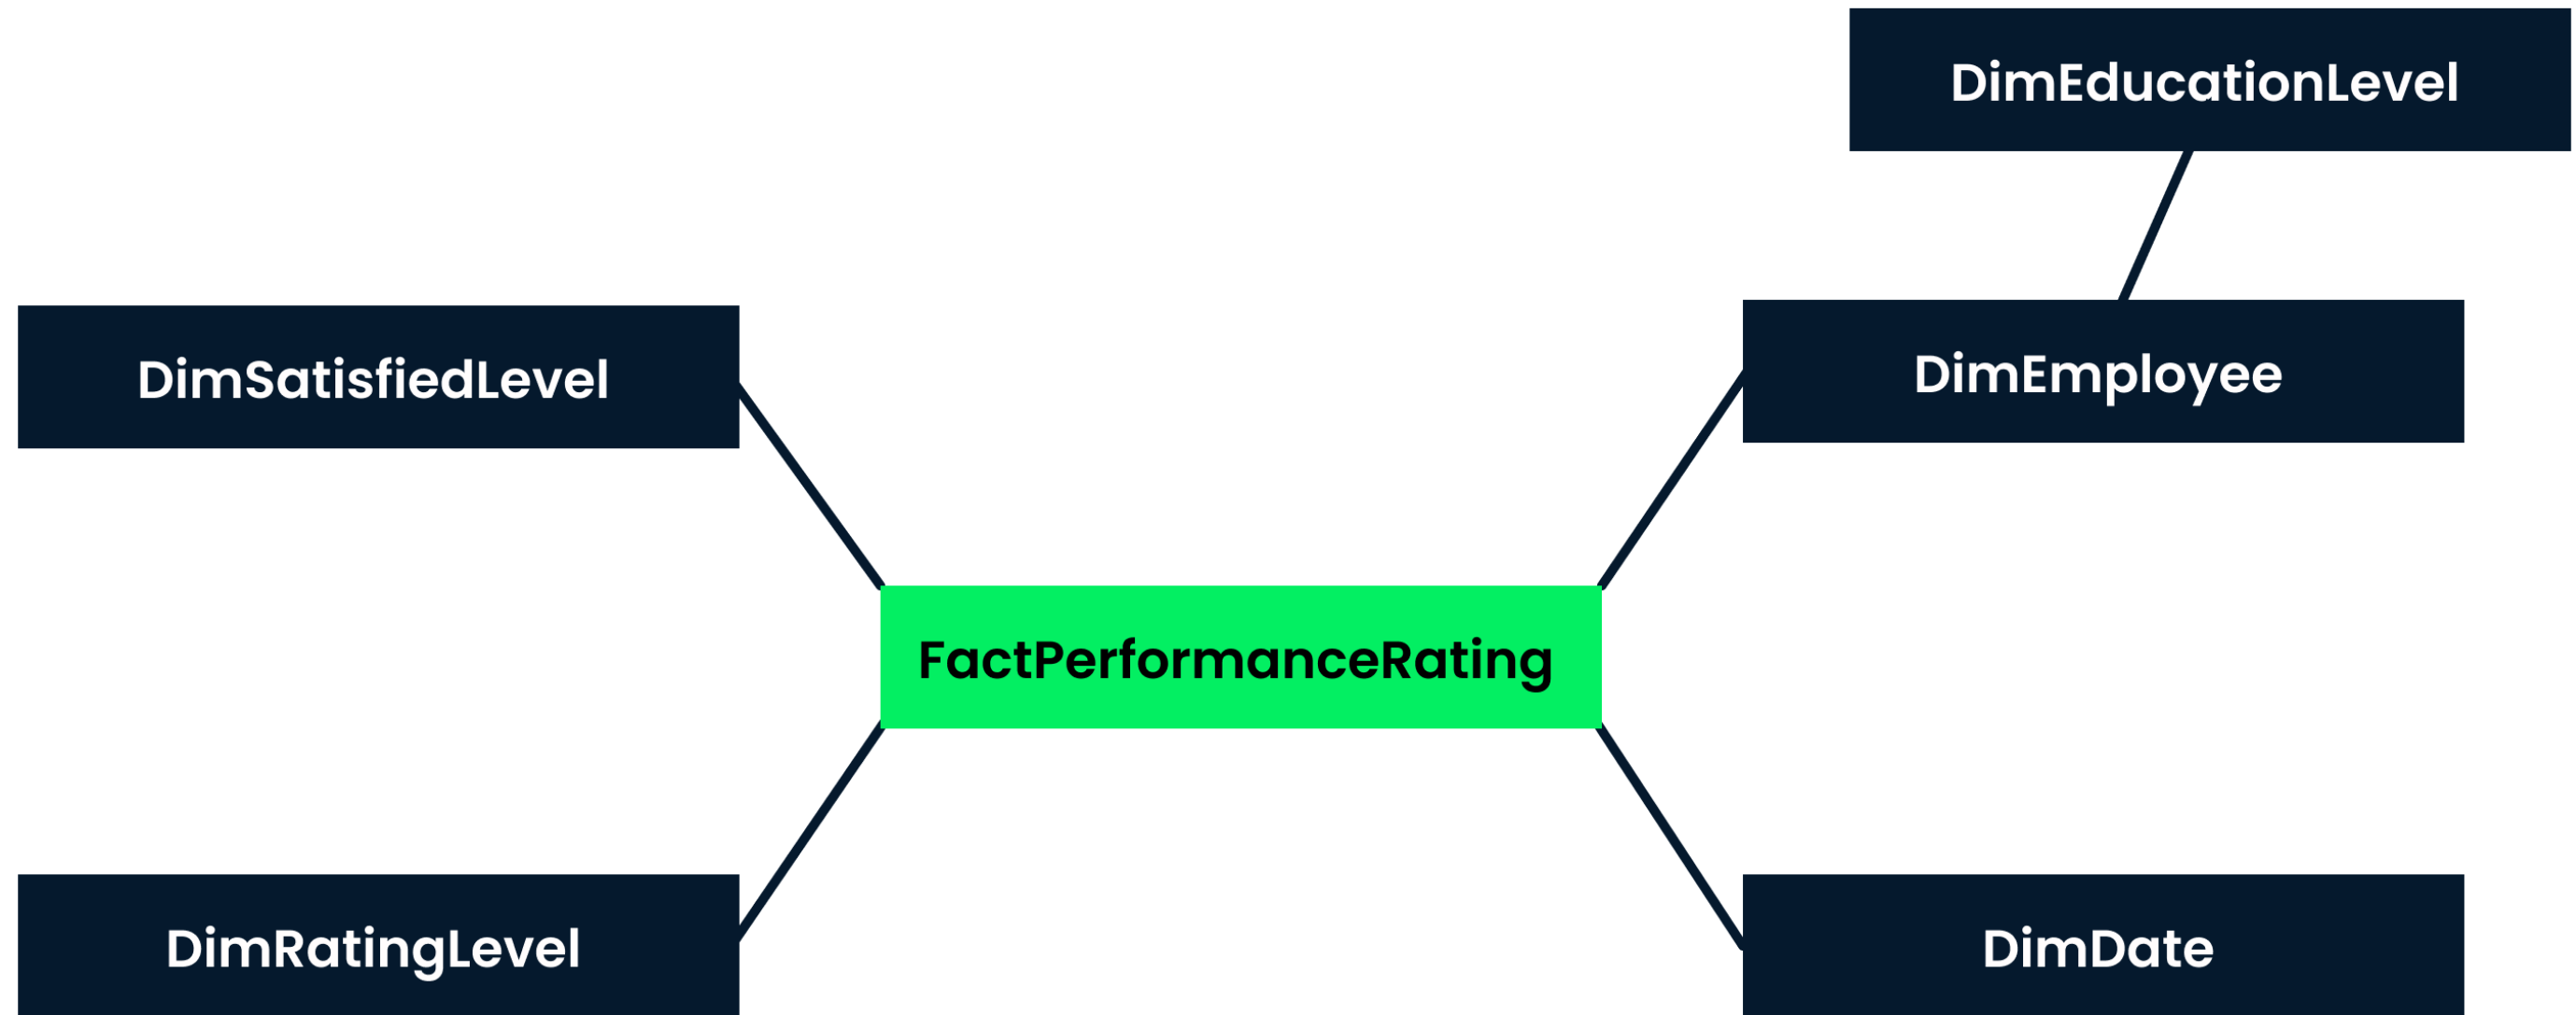 DimEducationLevel
DimSatisfiedLevel
DimEmployee
FactPerformanceRating
DimRatingLevel
DimDate